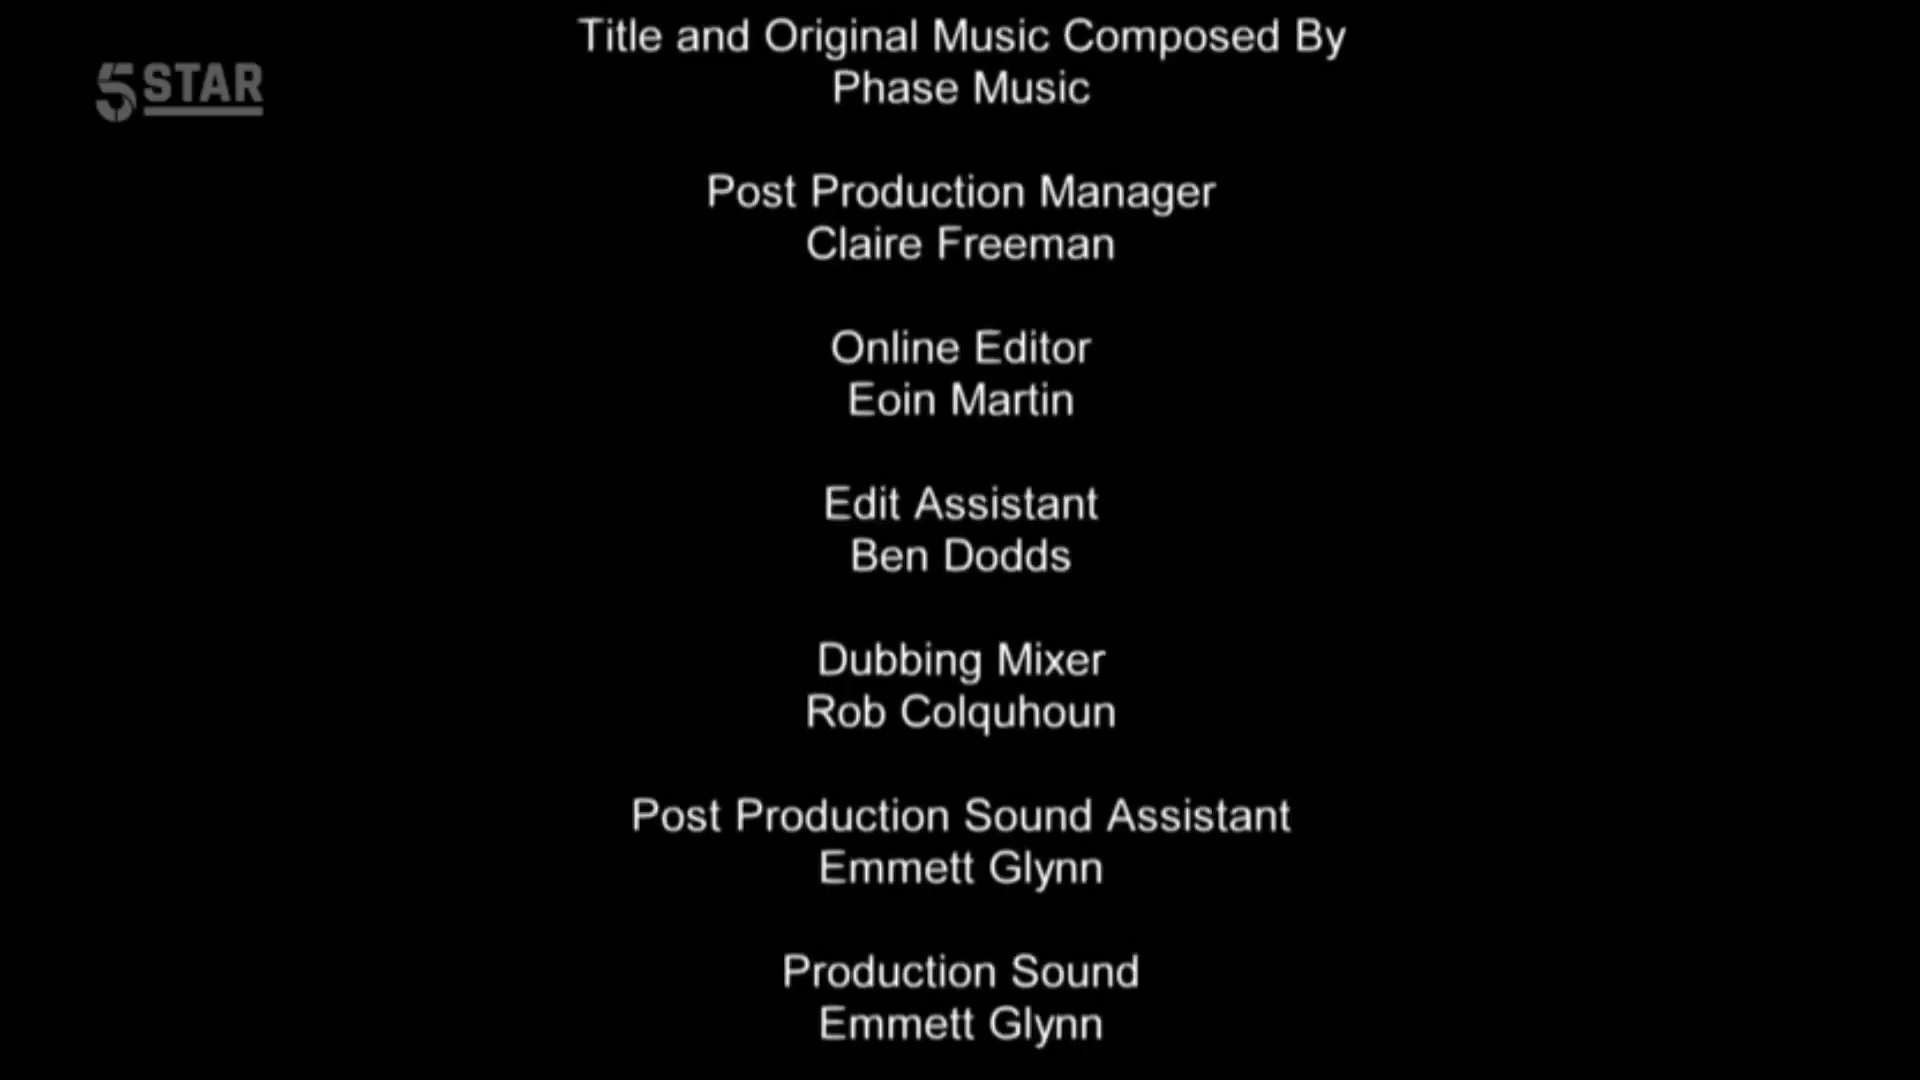 Title and Original Music Composed By
Phase Music
5STAR
Post Production Manager
Claire Freeman
Online Editor
Eoin Martin
Edit Assistant
Ben Dodds
Dubbing Mixer
Rob Colquhoun
Post Production Sound Assistant
Emmett Glynn
Production Sound
Emmett Glynn